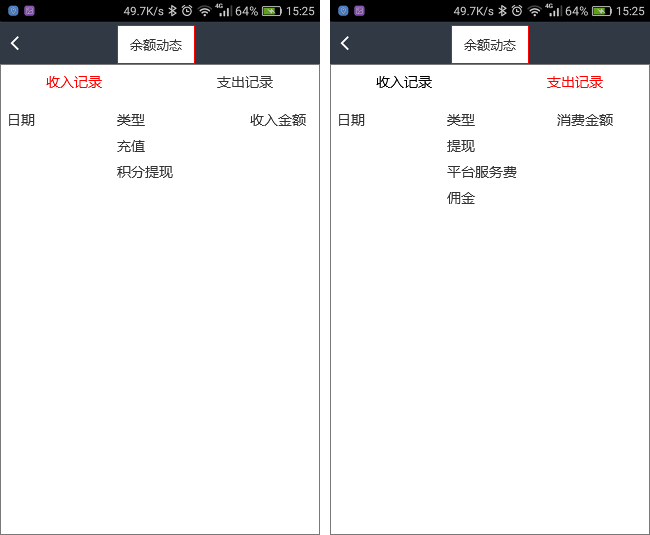 49.7K/s 4G 64% 15:25
余额动态
收入记录 支出记录
日期 类型 收入金额
充值
积分提现
49.7K/s 4G 64% 15:25
余额动态
收入记录 支出记录
日期 类型 消费金额
提现
平台服务费
佣金